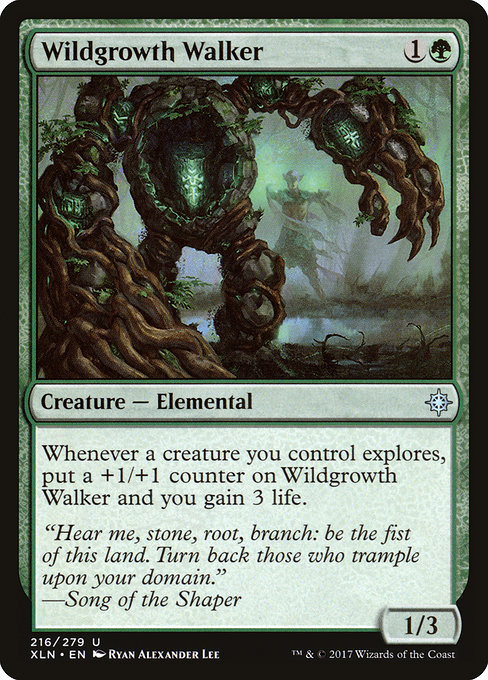 Wildgrowth Walker 1
Creature — Elemental
Whenever a creature you control explores,
put a +1/+1 counter on Wildgrowth
Walker and you gain 3 life.
“Hear me, stone, root, branch: be the fist
of this land. Turn back those who trample
upon your domain.”
—Song of the Shaper
1/3
216/279 U
XLN • EN Ryan Alexander Lee
™ & © 2017 Wizards of the Coast